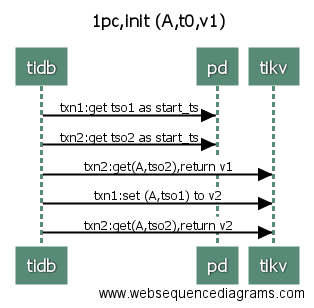 1pc,init (A,t0,v1)
tidb pd tikv
txn1:get tso1 as start_ts
txn2:get tso2 as start_ts
txn2:get(A,tso2),return v1
txn1:set (A,tso1) to v2
txn2:get(A,tso2),return v2
tidb pd tikv
www.websequencediagrams.com